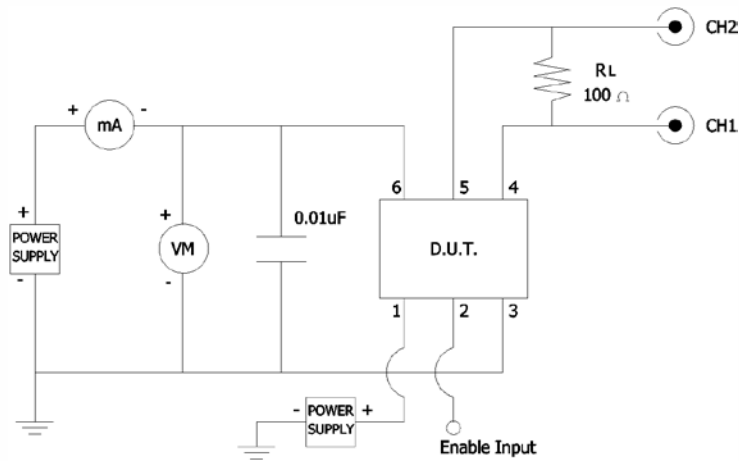 CH2
RL
100 Ω
CH1
+ mA -
6 5 4
+
POWER
SUPPLY
-
+
VM
-
0.01uF
D.U.T.
1 2 3
- POWER +
SUPPLY
Enable Input